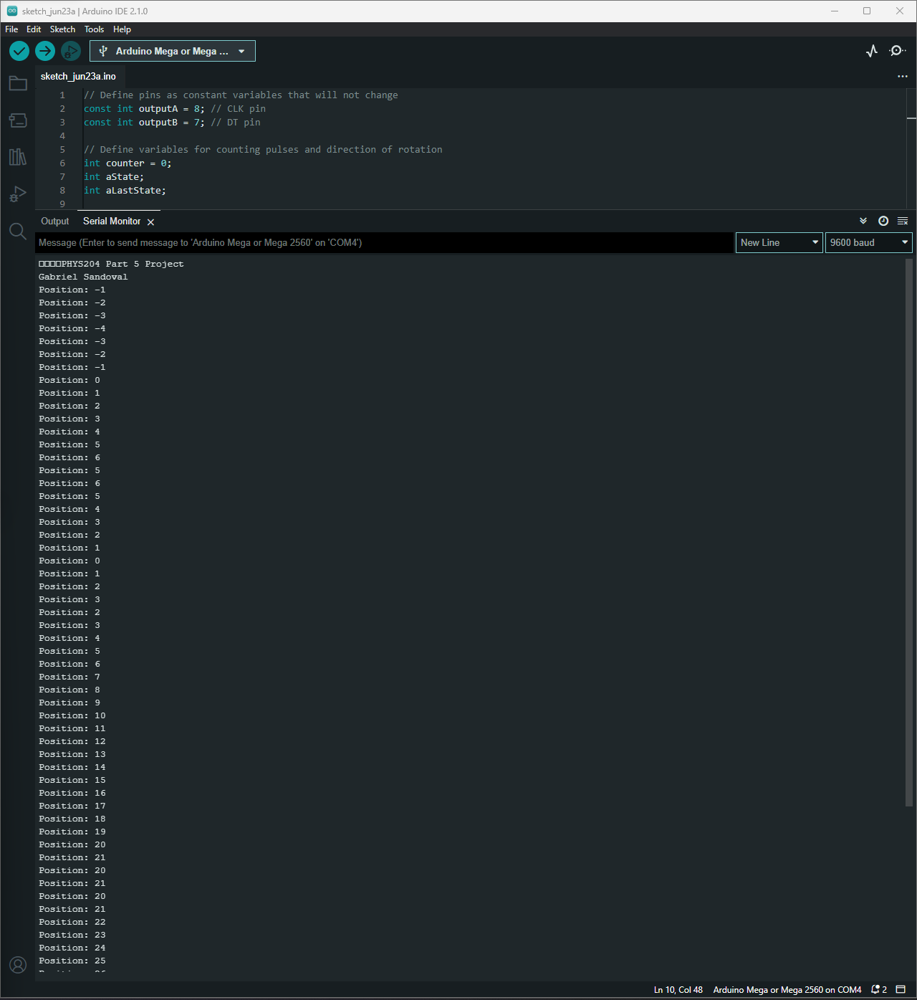 sketch_jun23a | Arduino IDE 2.1.0
File Edit Sketch Tools Help
Arduino Mega or Mega ...
sketch_jun23a.ino
1 // Define pins as constant variables that will not change
2 const int outputA = 8; // CLK pin
3 const int outputB = 7; // DT pin
4
5 // Define variables for counting pulses and direction of rotation
6 int counter = 0;
7 int aState;
8 int aLastState;
9
Output Serial Monitor
Message (Enter to send message to 'Arduino Mega or Mega 2560' on 'COM4') New Line 9600 baud
□□□□PHYS204 Part 5 Project
Gabriel Sandoval
Position: -1
Position: -2
Position: -3
Position: -4
Position: -3
Position: -2
Position: -1
Position: 0
Position: 1
Position: 2
Position: 3
Position: 4
Position: 5
Position: 6
Position: 5
Position: 6
Position: 5
Position: 4
Position: 3
Position: 2
Position: 1
Position: 0
Position: 1
Position: 2
Position: 3
Position: 2
Position: 3
Position: 4
Position: 5
Position: 6
Position: 7
Position: 8
Position: 9
Position: 10
Position: 11
Position: 12
Position: 13
Position: 14
Position: 15
Position: 16
Position: 17
Position: 18
Position: 19
Position: 20
Position: 21
Position: 20
Position: 21
Position: 20
Position: 21
Position: 22
Position: 23
Position: 24
Position: 25
Ln 10, Col 48 Arduino Mega or Mega 2560 on COM4 2